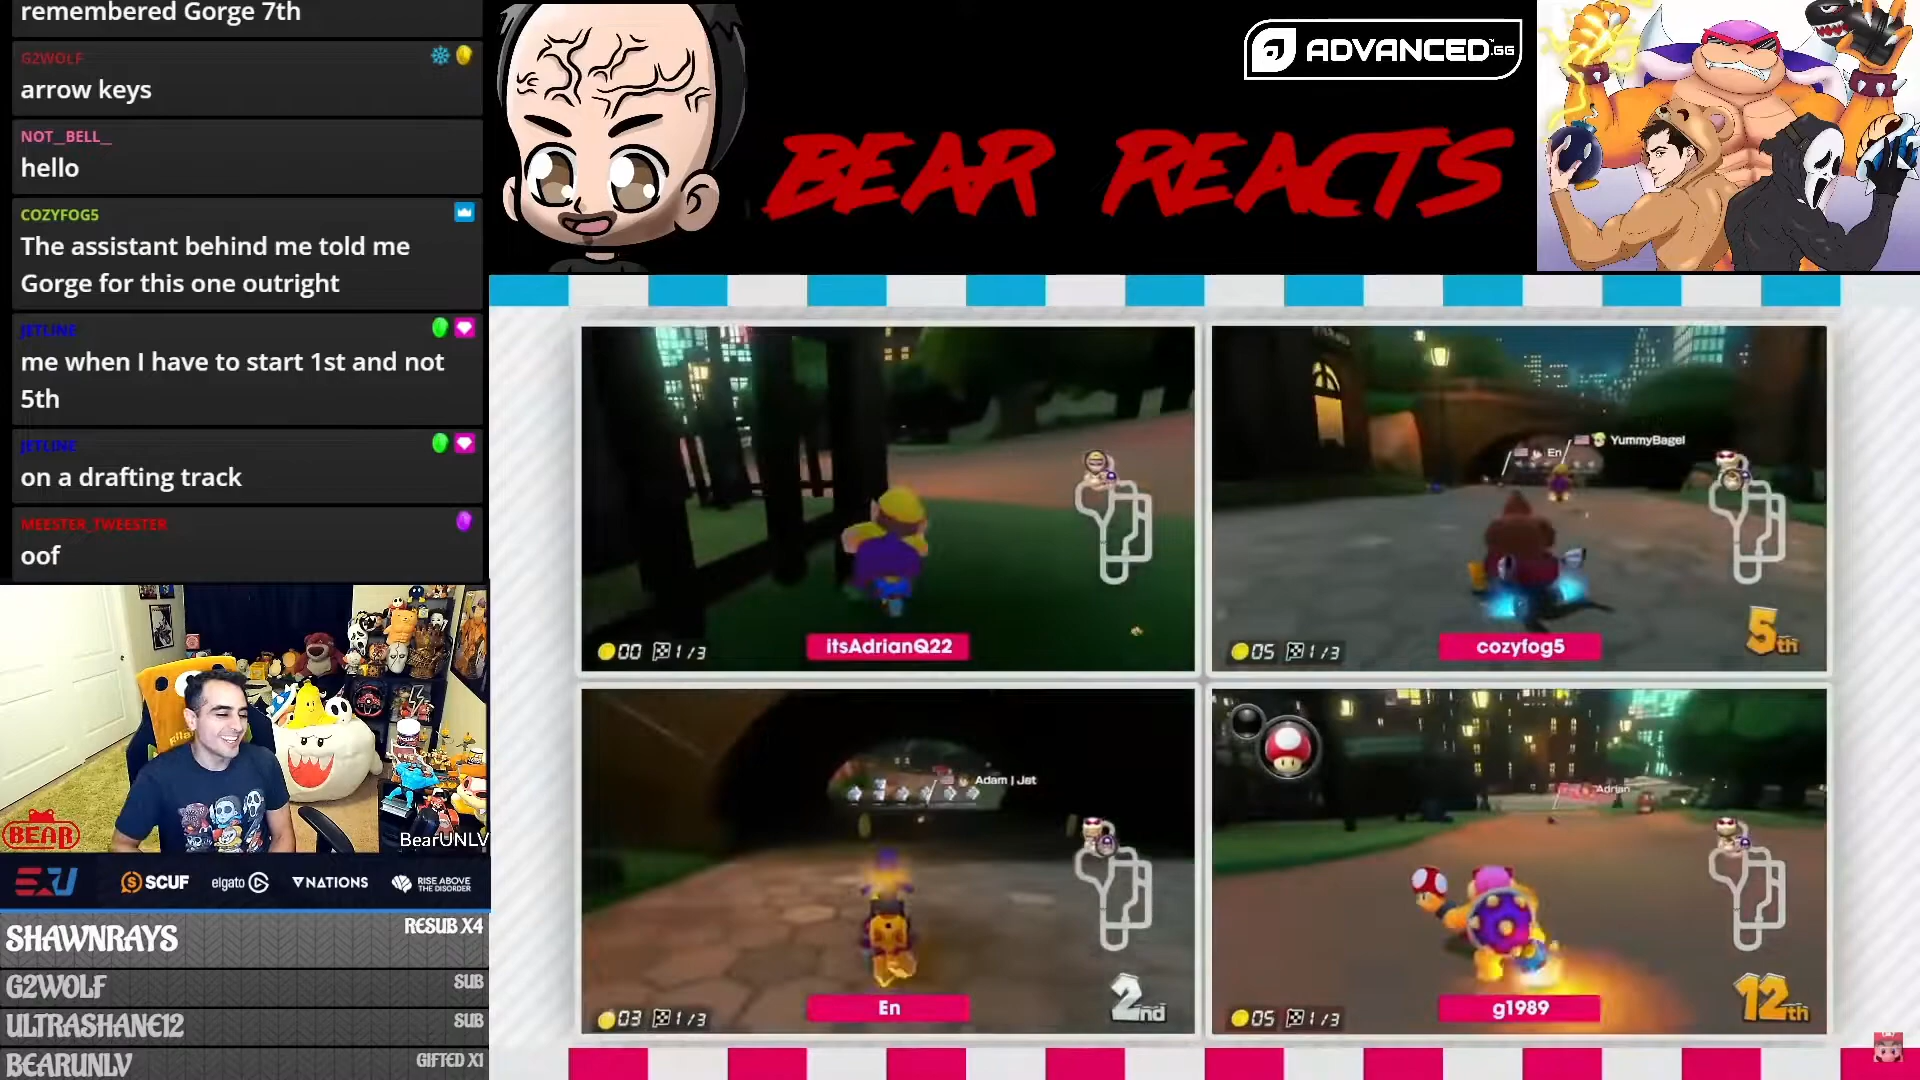 remembered Gorge 7th
G2WOLF
arrow keys
NOT_BELL_
hello
COZYFOG5
The assistant behind me told me
Gorge for this one outright
JETLINE
me when I have to start 1st and not
5th
JETLINE
on a drafting track
MEESTER_TWEESTER
oof
BEAR
BearUNLV
EXU
SCUF
elgato
VNATIONS
RISE ABOVE
THE DISORDER
SHAWNRAYS
RESUB X4
G2WOLF
SUB
ULTRASHANE12
SUB
BEARUNLV
GIFTED X1
ADVANCED.GG
BEAR REACTS
00 1/3
itsAdrianQ22
En
YummyBagel
05 1/3
cozyfog5
5th
Adam | Jet
03 1/3
En
2nd
Adrian
05 1/3
g1989
12th